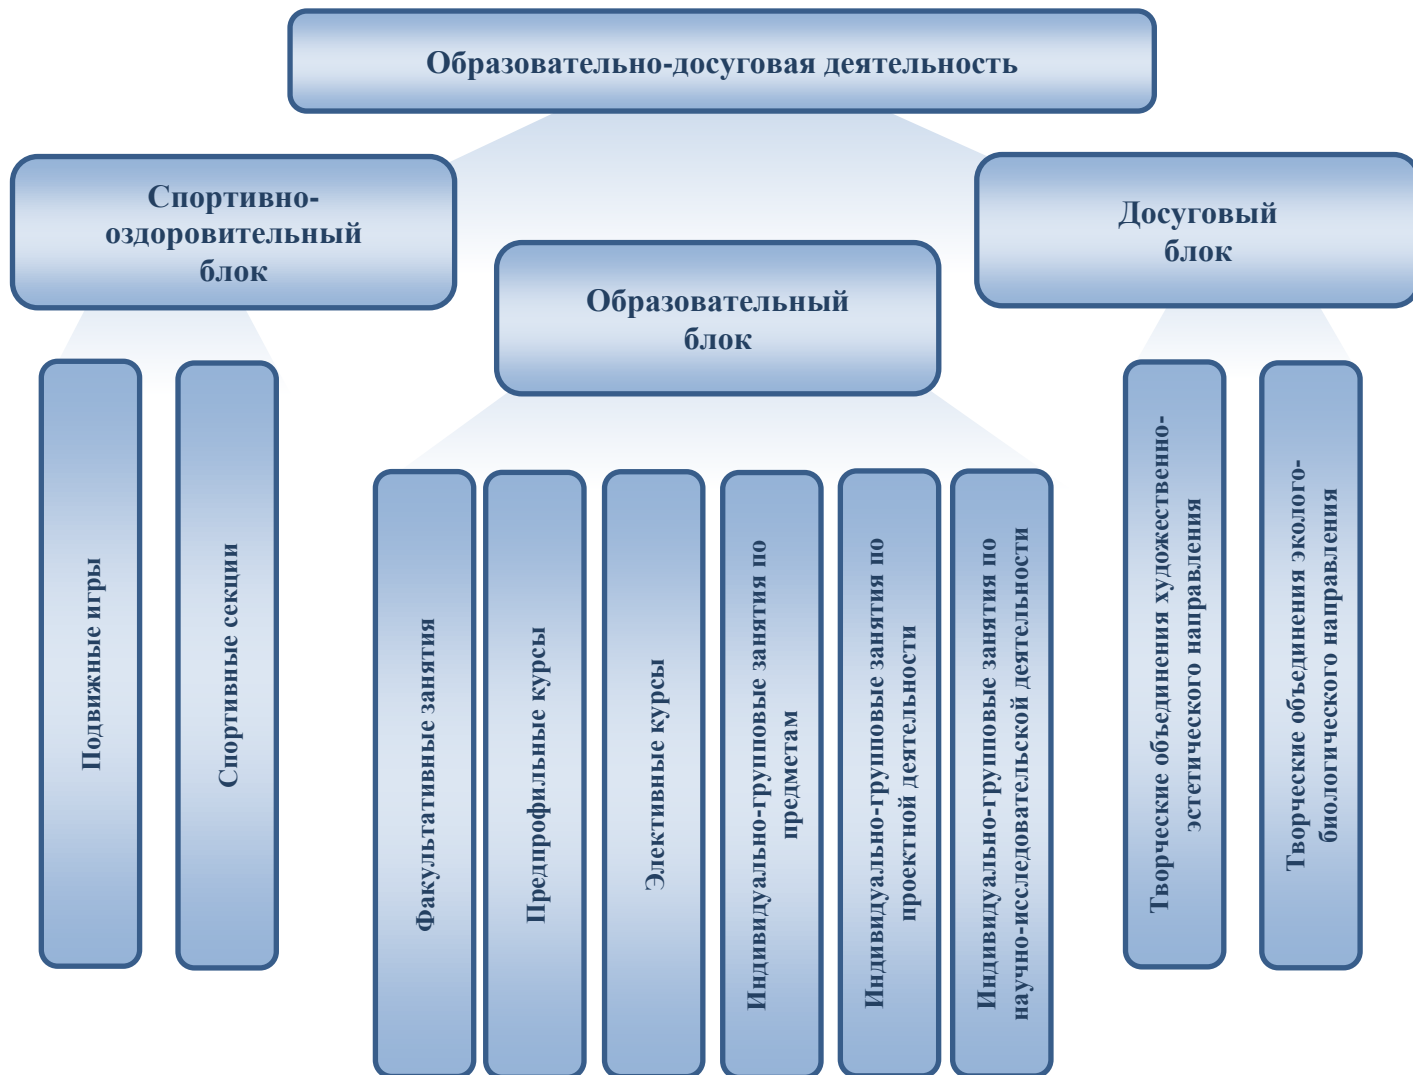 Образовательно-досуговая деятельность
Спортивно-
оздоровительный
блок
Образовательный
блок
Досуговый
блок
Подвижные игры
Спортивные секции
Факультативные занятия
Предпрофильные курсы
Элективные курсы
Индивидуально-групповые занятия по
предметам
Индивидуально-групповые занятия по
проектной деятельности
Индивидуально-групповые занятия по
научно-исследовательской деятельности
Творческие объединения художественно-
эстетического направления
Творческие объединения эколого-
биологического направления